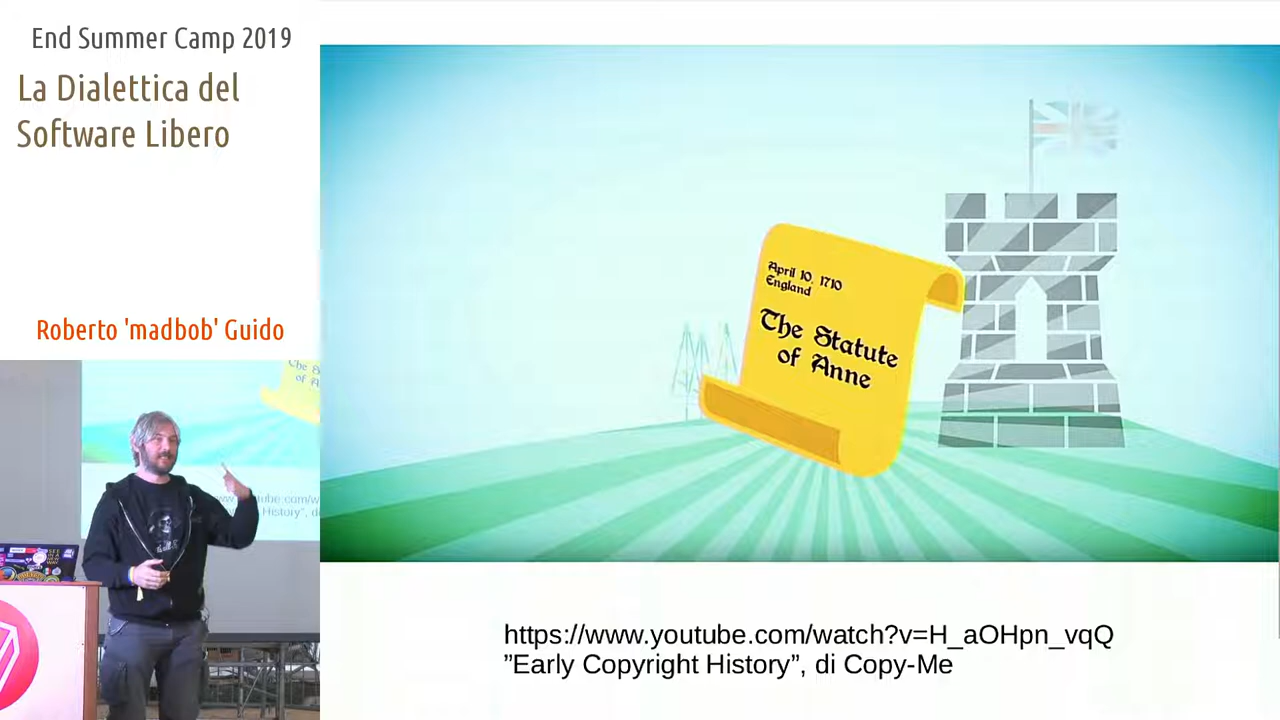 End Summer Camp 2019
La Dialettica del
Software Libero
Roberto 'madbob' Guido
April 10, 1710
England
The Statute
of Anne
https://www.youtube.com/watch?v=H_aOHpn_vqQ
”Early Copyright History”, di Copy-Me